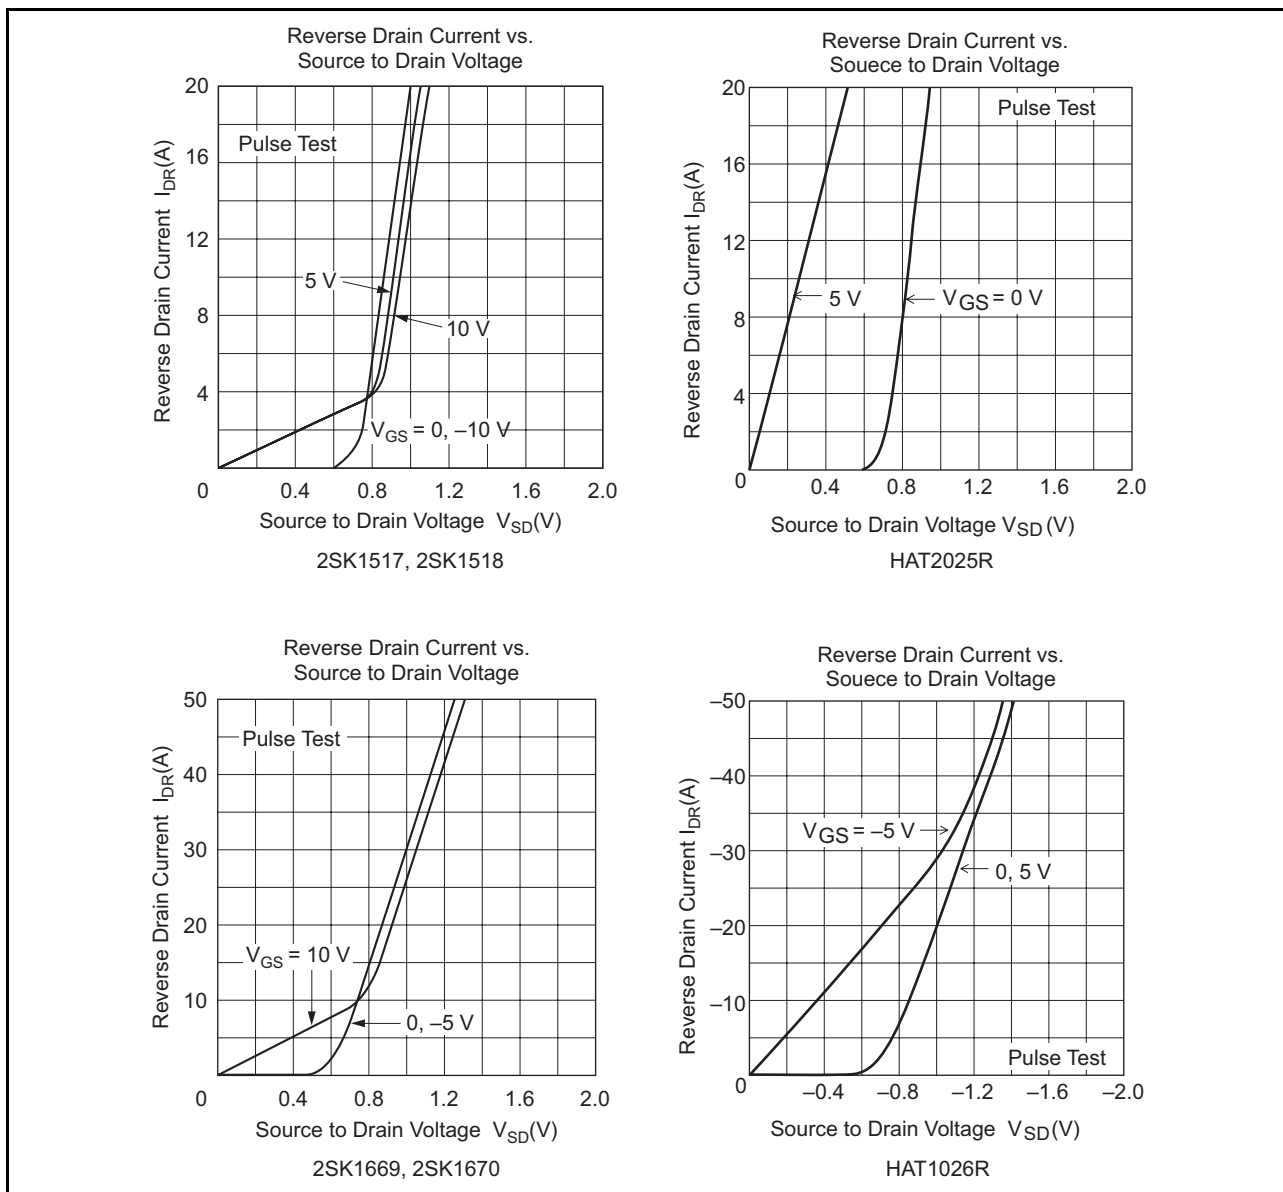 Reverse Drain Current vs.
Source to Drain Voltage
20
16
12
8
4
0
0.4
0.8
1.2
1.6
2.0
Reverse Drain Current IDR(A)
Pulse Test
5 V
10 V
VGS = 0, –10 V
Source to Drain Voltage VSD(V)
2SK1517, 2SK1518
Reverse Drain Current vs.
Souece to Drain Voltage
20
16
12
8
4
0
0.4
0.8
1.2
1.6
2.0
Reverse Drain Current IDR(A)
Pulse Test
5 V
VGS = 0 V
Source to Drain Voltage VSD (V)
HAT2025R
Reverse Drain Current vs.
Source to Drain Voltage
50
40
30
20
10
0
0.4
0.8
1.2
1.6
2.0
Reverse Drain Current IDR(A)
Pulse Test
VGS = 10 V
0, –5 V
Source to Drain Voltage VSD(V)
2SK1669, 2SK1670
Reverse Drain Current vs.
Souece to Drain Voltage
–50
–40
–30
–20
–10
0
–0.4
–0.8
–1.2
–1.6
–2.0
Reverse Drain Current IDR(A)
VGS = –5 V
0, 5 V
Pulse Test
Source to Drain Voltage VSD(V)
HAT1026R